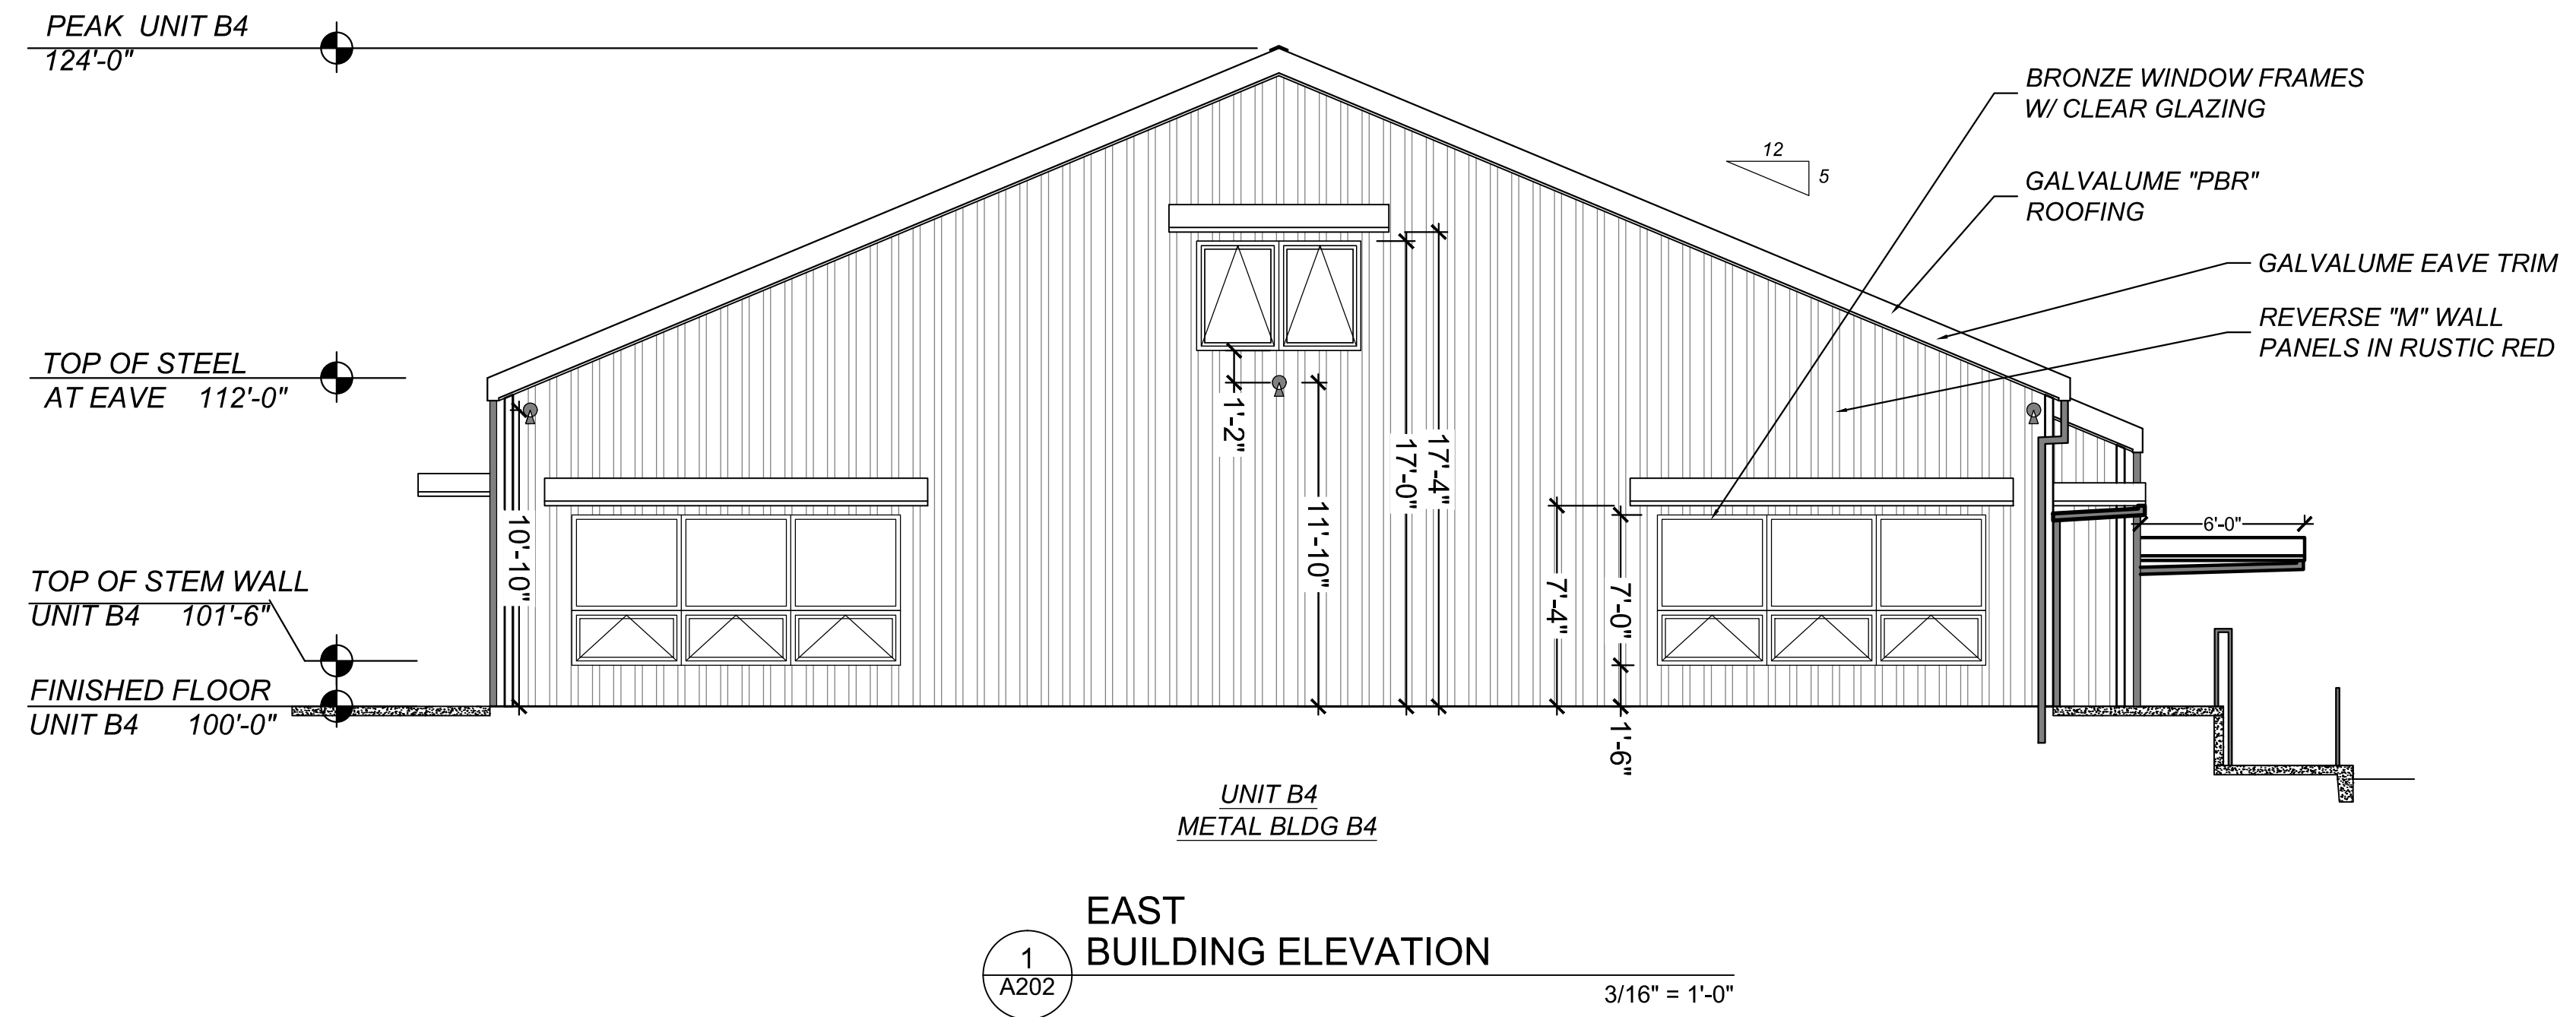 PEAK UNIT B4
124'-0"
BRONZE WINDOW FRAMES
W/ CLEAR GLAZING
12
5
GALVALUME "PBR"
ROOFING
GALVALUME EAVE TRIM
REVERSE "M" WALL
PANELS IN RUSTIC RED
TOP OF STEEL
AT EAVE 112'-0"
1'-2"
17'-0"
17'-4"
10'-10"
11'-10"
7'-4"
7'-0"
6'-0"
TOP OF STEM WALL
UNIT B4 101'-6"
FINISHED FLOOR
UNIT B4 100'-0"
1'-6"
UNIT B4
METAL BLDG B4
EAST
BUILDING ELEVATION
1
A202
3/16" = 1'-0"